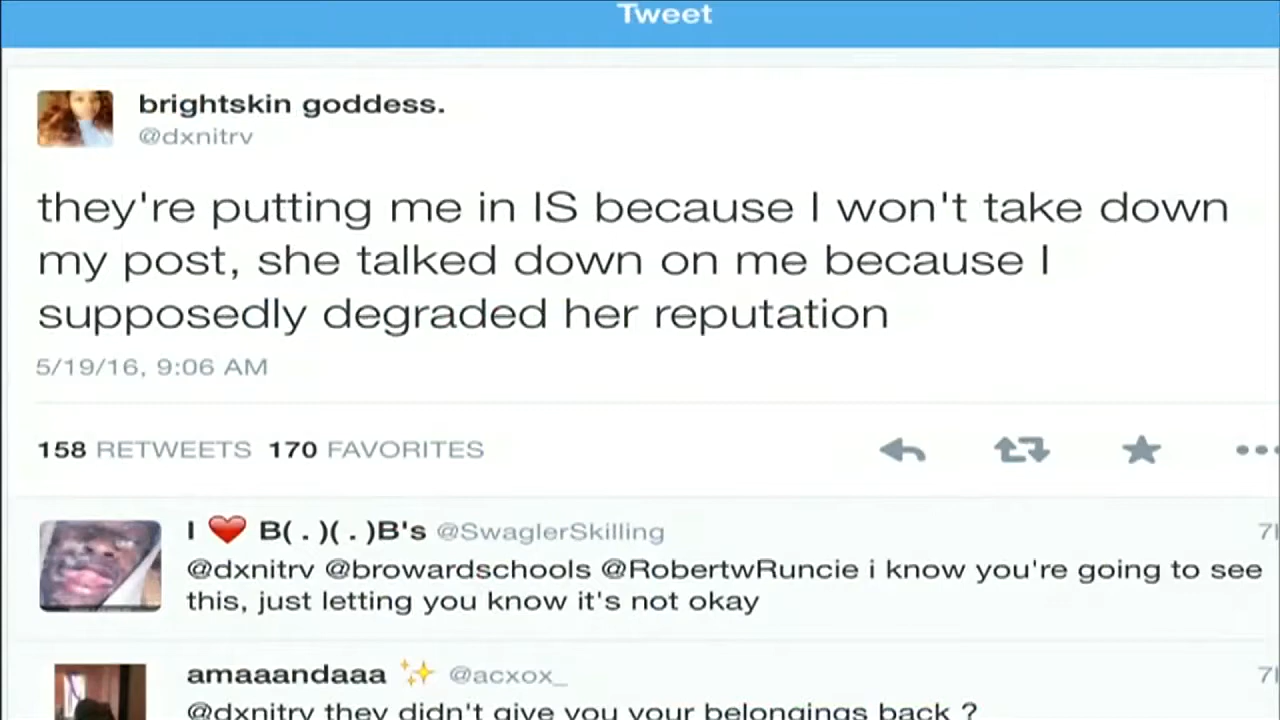 Tweet
brightskin goddess.
@dxnitrv
they're putting me in IS because I won't take down
my post, she talked down on me because I
supposedly degraded her reputation
5/19/16, 9:06 AM
158 RETWEETS 170 FAVORITES
I ❤️ B( . )( . )B's @SwaglerSkilling
@dxnitrv @browardschools @RobertwRuncie i know you're going to see
this, just letting you know it's not okay
amaaandaaa ✨ @acxox_
@dxnitrv they didn't give you your belongings back ?